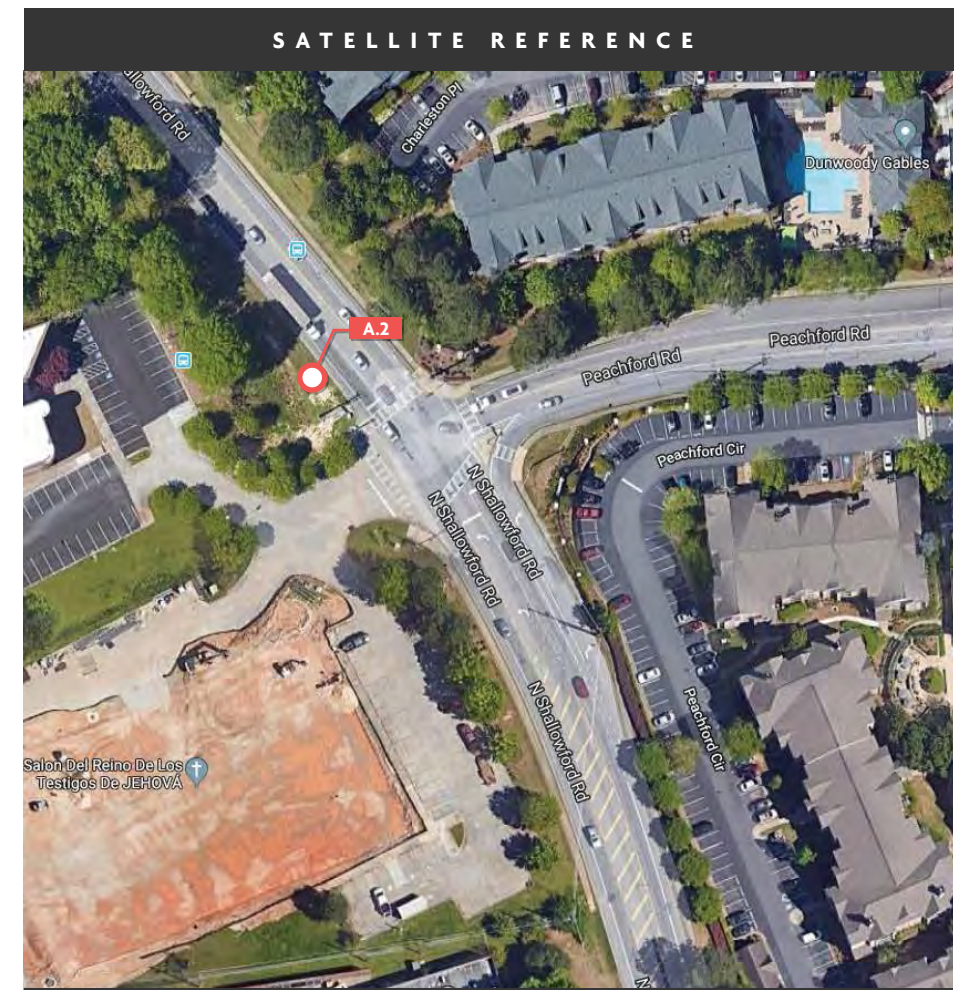 SATELLITE REFERENCE
allowford Rd
Charleston Pl
Dunwoody Gables
A.2
Peachford Rd
Peachford Rd
Peachford Cir
N Shallowford Rd
N Shallowford Rd
N Shallowford Rd
Peachford Cir
Salon Del Reino De Los
Testigos De JEHOVÁ
N